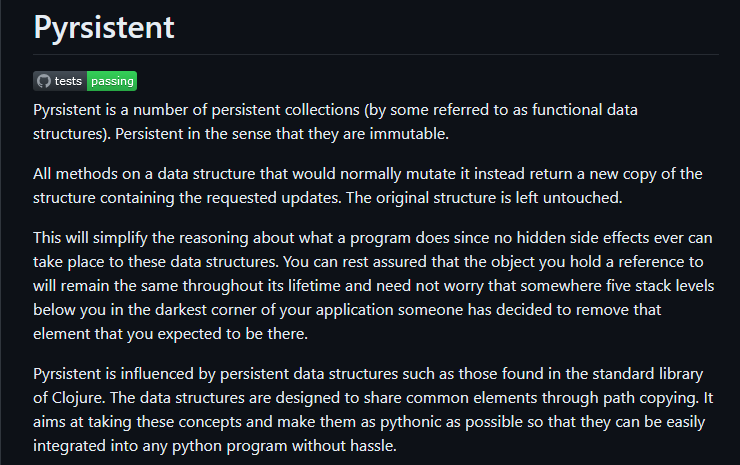 Pyrsistent
tests passing
Pyrsistent is a number of persistent collections (by some referred to as functional data
structures). Persistent in the sense that they are immutable.
All methods on a data structure that would normally mutate it instead return a new copy of the
structure containing the requested updates. The original structure is left untouched.
This will simplify the reasoning about what a program does since no hidden side effects ever can
take place to these data structures. You can rest assured that the object you hold a reference to
will remain the same throughout its lifetime and need not worry that somewhere five stack levels
below you in the darkest corner of your application someone has decided to remove that
element that you expected to be there.
Pyrsistent is influenced by persistent data structures such as those found in the standard library
of Clojure. The data structures are designed to share common elements through path copying. It
aims at taking these concepts and make them as pythonic as possible so that they can be easily
integrated into any python program without hassle.